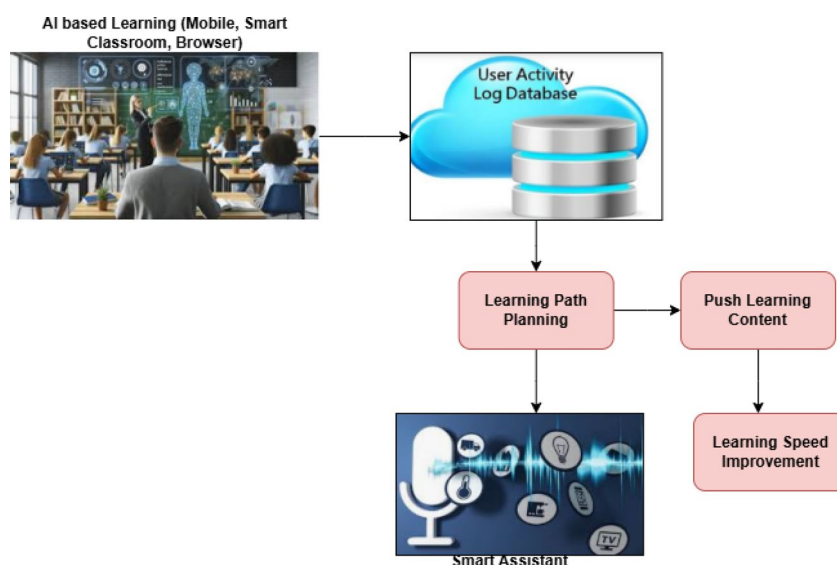 AI based Learning (Mobile, Smart
Classroom, Browser)
User Activity
Log Database
Learning Path
Planning
Push Learning
Content
Learning Speed
Improvement
TV
Smart Assistant